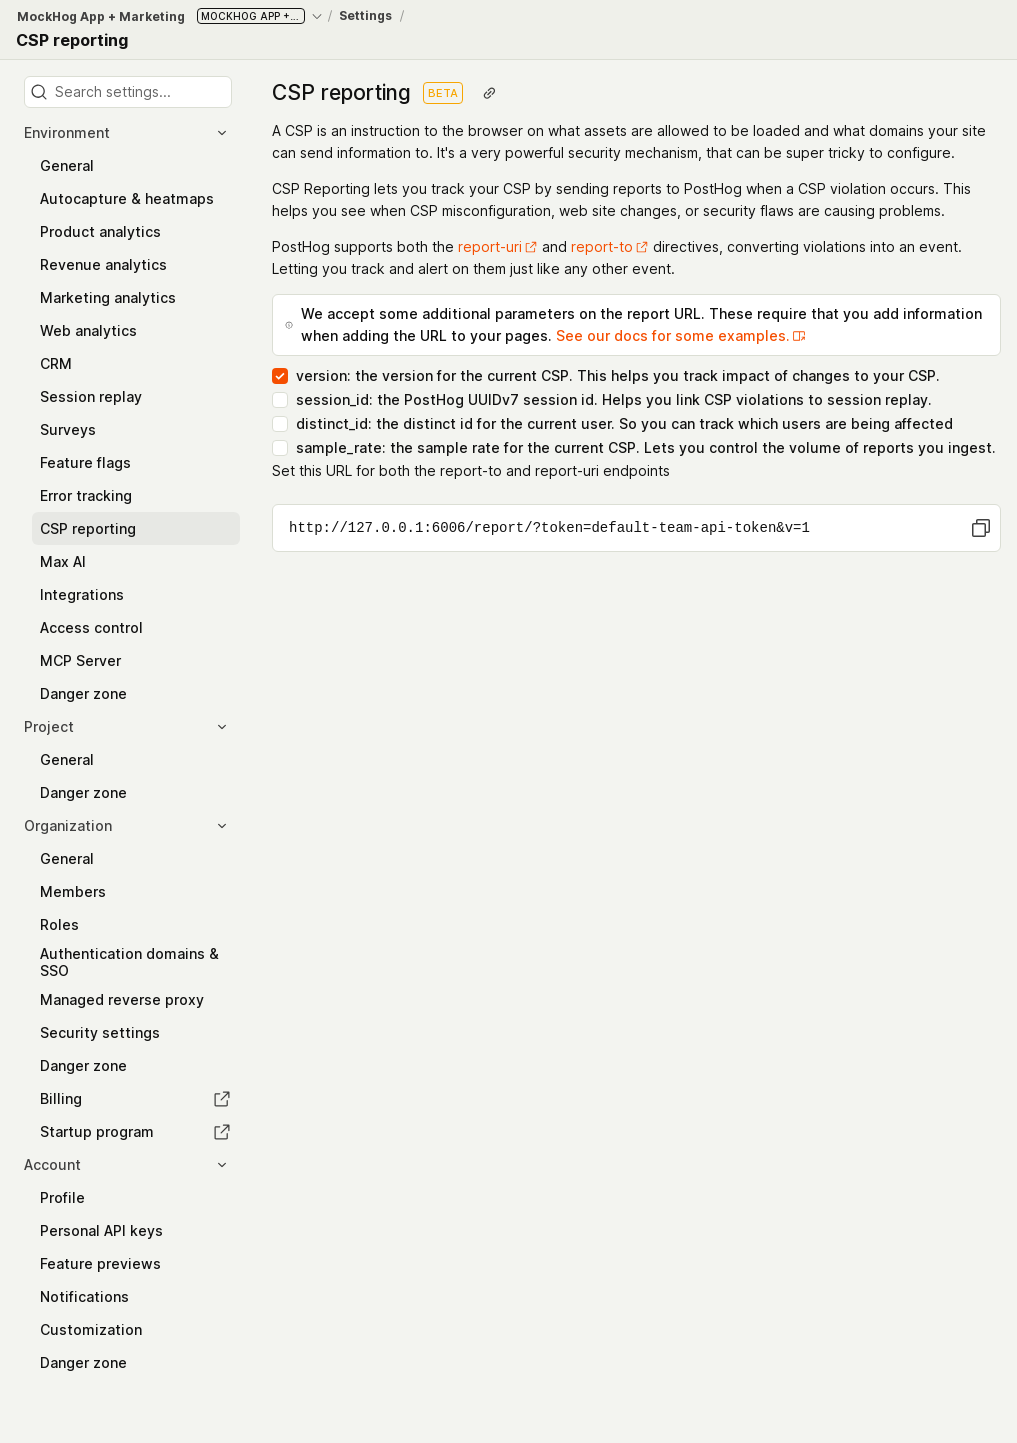 MockHog App + Marketing MOCKHOG APP +... / Settings /
CSP reporting
Search settings...
Environment
General
Autocapture & heatmaps
Product analytics
Revenue analytics
Marketing analytics
Web analytics
CRM
Session replay
Surveys
Feature flags
Error tracking
CSP reporting
Max AI
Integrations
Access control
MCP Server
Danger zone
Project
General
Danger zone
Organization
General
Members
Roles
Authentication domains &
SSO
Managed reverse proxy
Security settings
Danger zone
Billing
Startup program
Account
Profile
Personal API keys
Feature previews
Notifications
Customization
Danger zone
CSP reporting BETA
A CSP is an instruction to the browser on what assets are allowed to be loaded and what domains your site
can send information to. It's a very powerful security mechanism, that can be super tricky to configure.
CSP Reporting lets you track your CSP by sending reports to PostHog when a CSP violation occurs. This
helps you see when CSP misconfiguration, web site changes, or security flaws are causing problems.
PostHog supports both the report-uri and report-to directives, converting violations into an event.
Letting you track and alert on them just like any other event.
We accept some additional parameters on the report URL. These require that you add information
when adding the URL to your pages. See our docs for some examples.
version: the version for the current CSP. This helps you track impact of changes to your CSP.
session_id: the PostHog UUIDv7 session id. Helps you link CSP violations to session replay.
distinct_id: the distinct id for the current user. So you can track which users are being affected
sample_rate: the sample rate for the current CSP. Lets you control the volume of reports you ingest.
Set this URL for both the report-to and report-uri endpoints
http://127.0.0.1:6006/report/?token=default-team-api-token&v=1